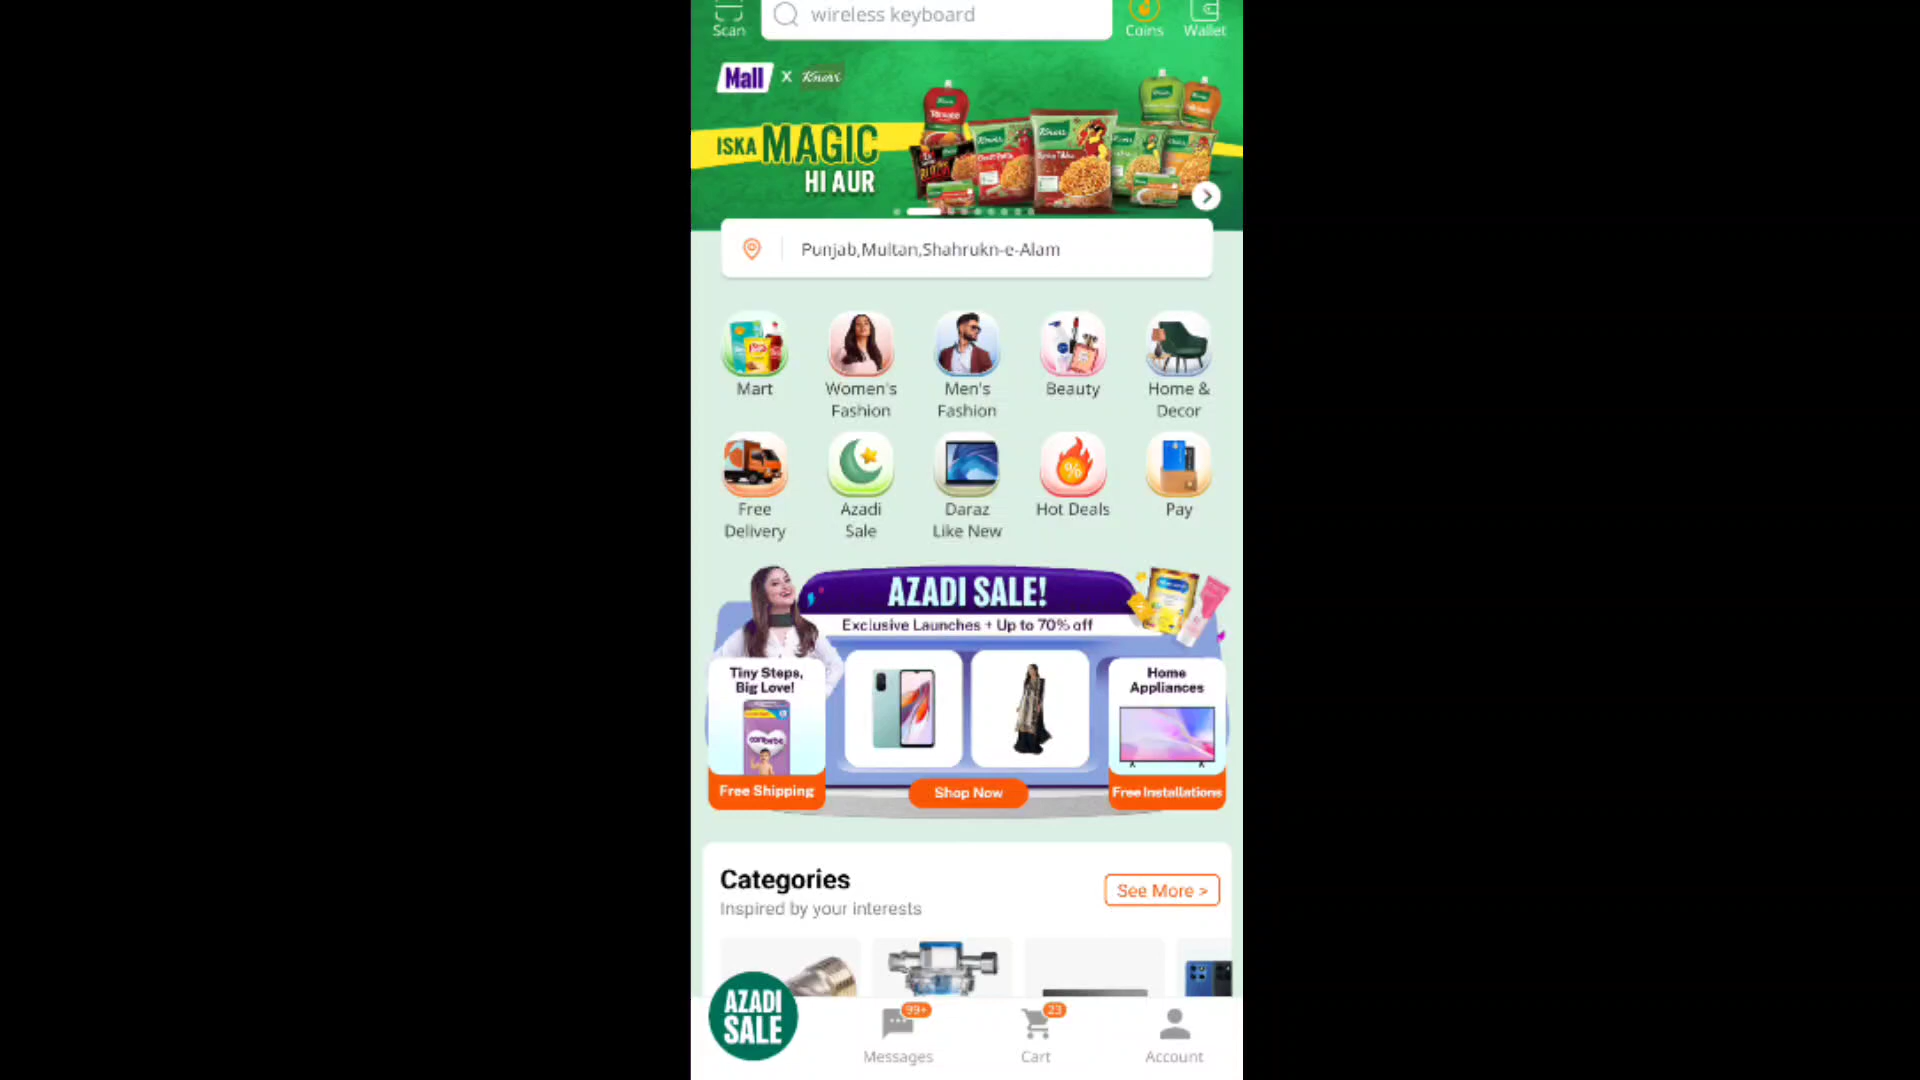 Scan
wireless keyboard
Coins
Wallet
Mall X Knorr
ISKA MAGIC
HI AUR
Punjab,Multan,Shahrukn-e-Alam
Mart
Women's
Fashion
Men's
Fashion
Beauty
Home &
Decor
Free
Delivery
Azadi
Sale
Daraz
Like New
Hot Deals
Pay
AZADI SALE!
Exclusive Launches + Up to 70% off
Tiny Steps,
Big Love!
Home
Appliances
Free Shipping
Shop Now
Free Installations
Categories
See More >
Inspired by your interests
AZADI
SALE
99+
Messages
23
Cart
Account